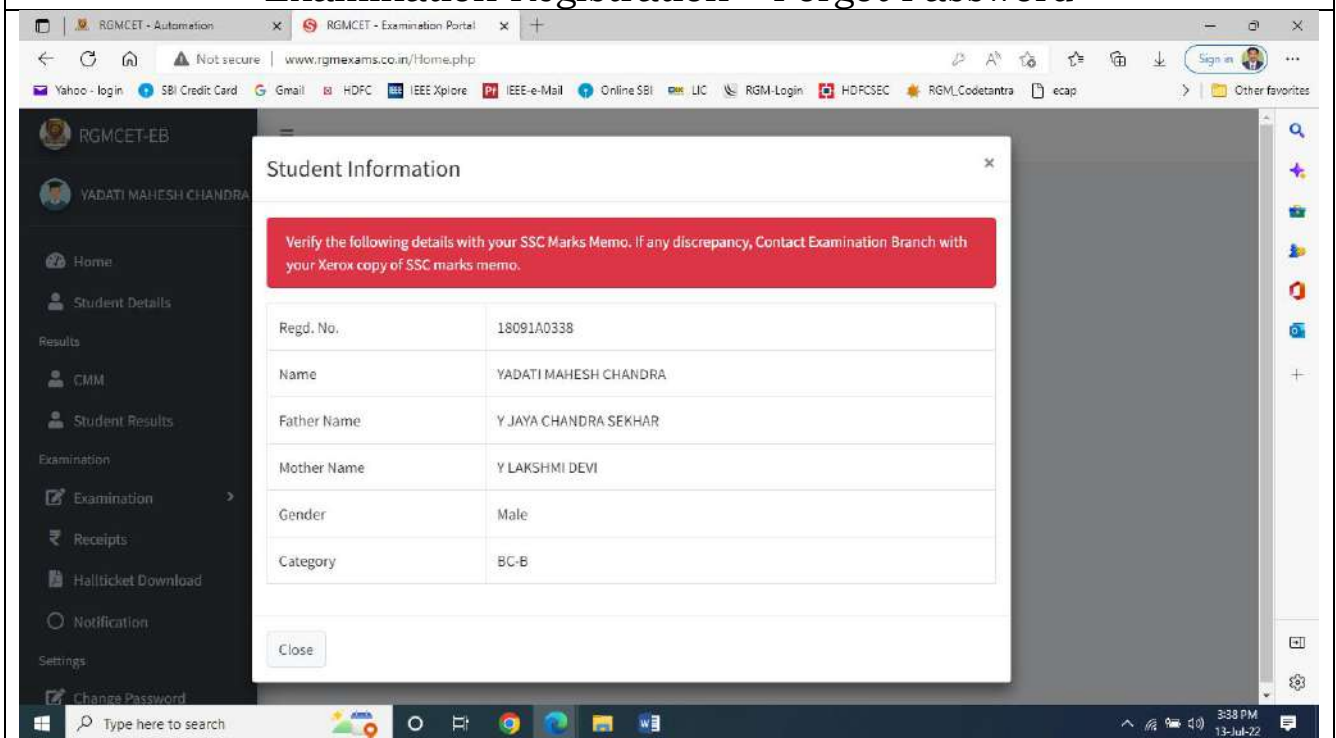 Examination Registration – Forgot Password
RGMCET - Automation
RGMCET - Examination Portal
Not secure | www.rgmexams.co.in/Home.php
Sign in
Yahoo - login
SBI Credit Card
Gmail
HDFC
IEEE Xplore
IEEE-e-Mail
Online SBI
LIC
RGM-Login
HDFCSEC
RGM_Codetantra
ecap
Other favorites
RGMCET-EB
YADATI MAHESH CHANDRA
Home
Student Details
Results
CMM
Student Results
Examination
Examination
Receipts
Hallticket Download
Notification
Settings
Change Password
Student Information
×
Verify the following details with your SSC Marks Memo. If any discrepancy, Contact Examination Branch with
your Xerox copy of SSC marks memo.
Regd. No. 18091A0338
Name YADATI MAHESH CHANDRA
Father Name Y JAYA CHANDRA SEKHAR
Mother Name Y LAKSHMI DEVI
Gender Male
Category BC-B
Close
Type here to search
3:38 PM
13-Jul-22